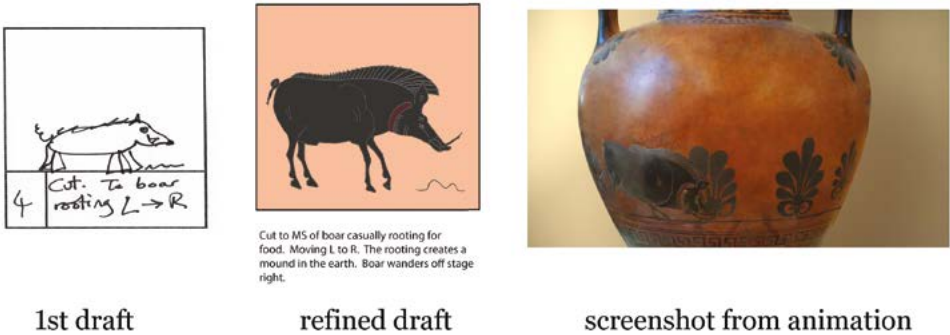 4
Cut. To boar
rooting L → R
Cut to MS of boar casually rooting for
food. Moving L to R. The rooting creates a
mound in the earth. Boar wanders off stage
right.
1st draft
refined draft
screenshot from animation